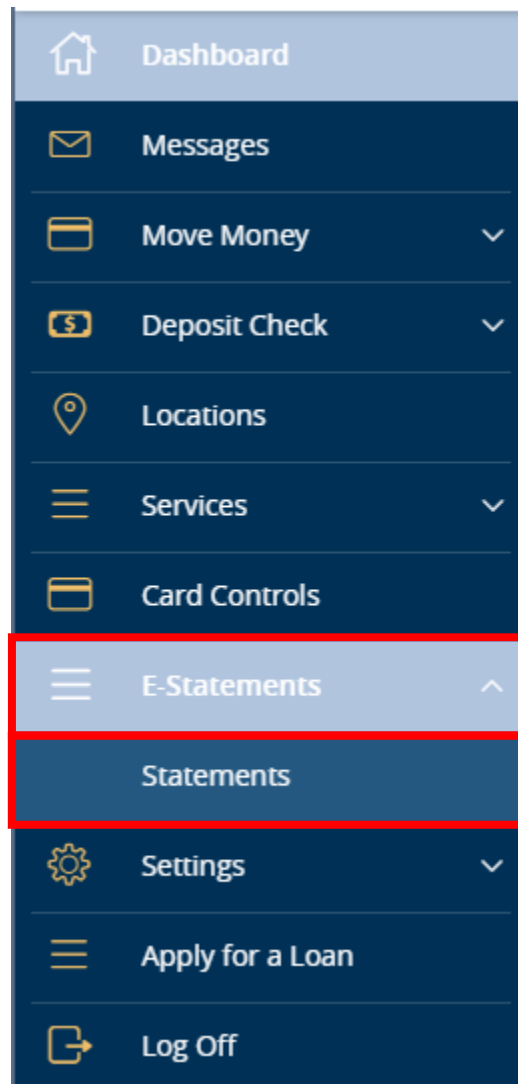 Dashboard
Messages
Move Money
Deposit Check
Locations
Services
Card Controls
E-Statements
Statements
Settings
Apply for a Loan
Log Off